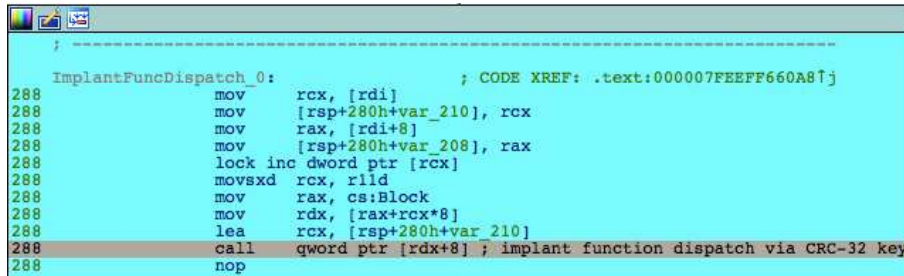 ; ---------------------------------------------------------------------------
ImplantFuncDispatch_0: ; CODE XREF: .text:000007FEEFF660A8↑j
288 mov rcx, [rdi]
288 mov [rsp+280h+var_210], rcx
288 mov rax, [rdi+8]
288 mov [rsp+280h+var_208], rax
288 lock inc dword ptr [rcx]
288 movsxd rcx, r11d
288 mov rax, cs:Block
288 mov rdx, [rax+rcx*8]
288 lea rcx, [rsp+280h+var_210]
288 call qword ptr [rdx+8] ; implant function dispatch via CRC-32 key
288 nop